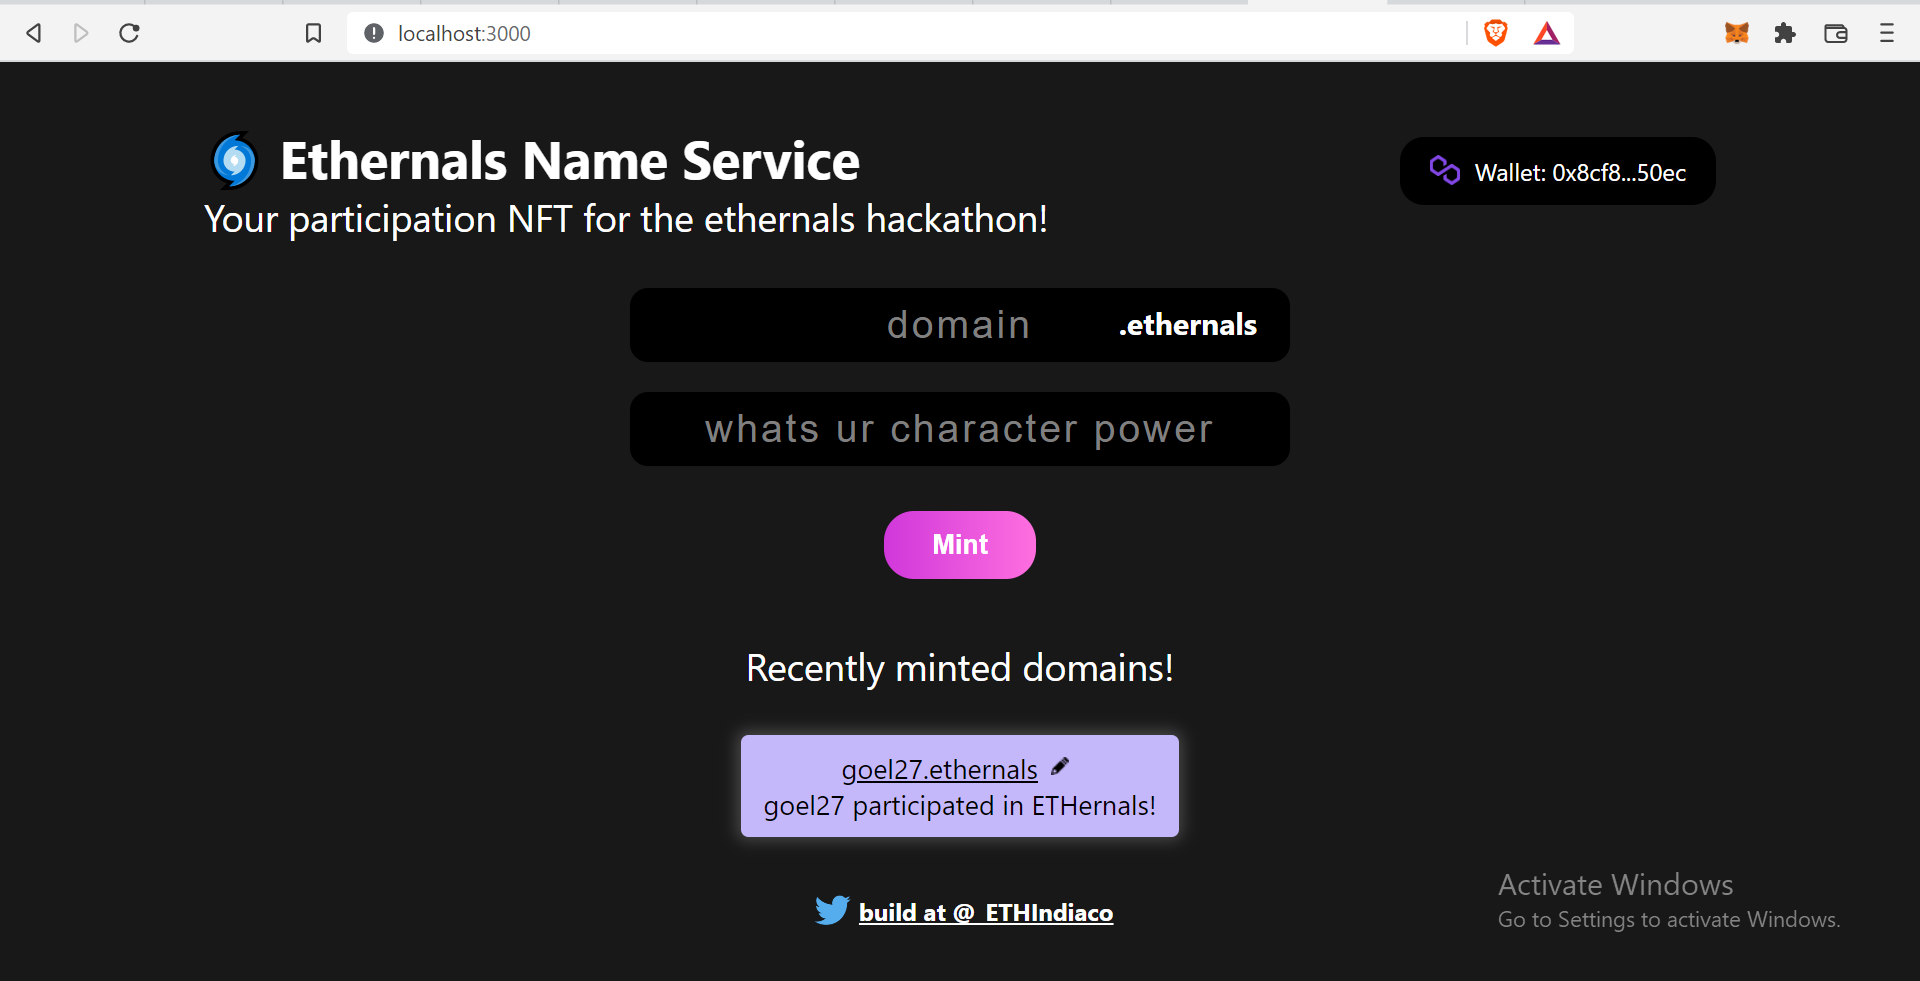 localhost:3000
Ethernals Name Service
Wallet: 0x8cf8...50ec
Your participation NFT for the ethernals hackathon!
domain .ethernals
whats ur character power
Mint
Recently minted domains!
goel27.ethernals
goel27 participated in ETHernals!
build at @_ETHIndiaco
Activate Windows
Go to Settings to activate Windows.